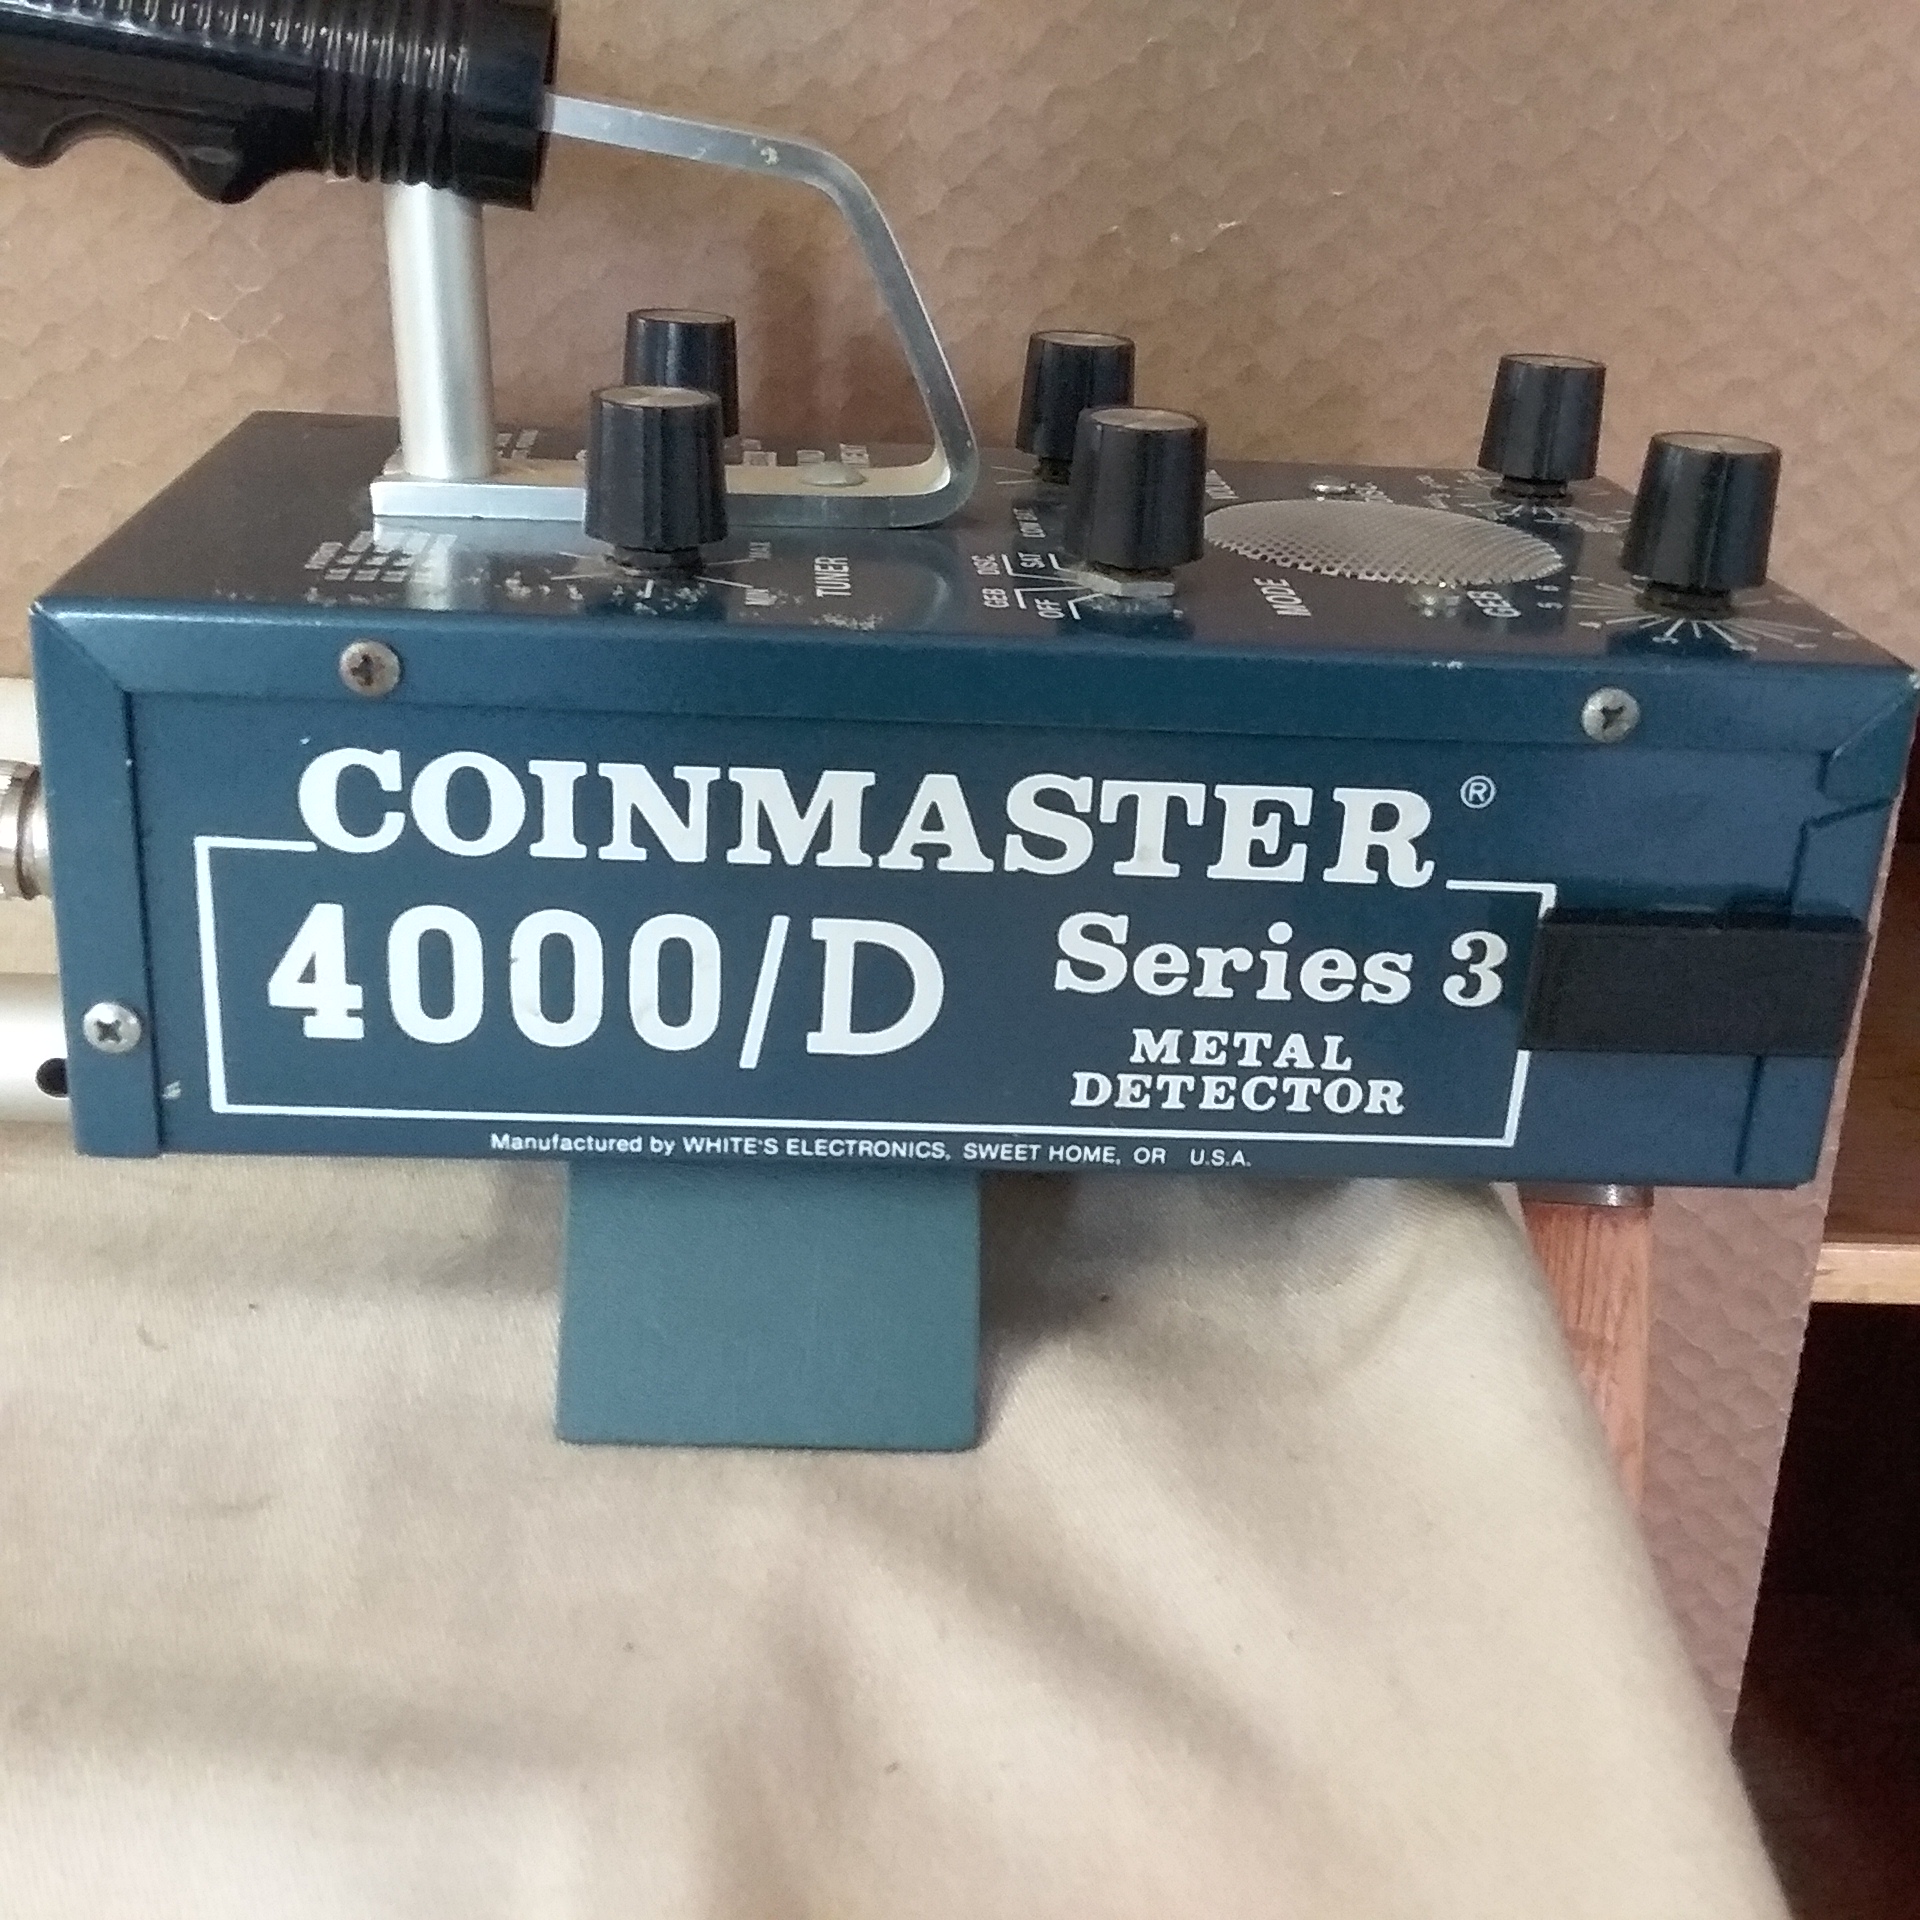 TUNER
MIN
GEB
DISC
OFF
SAT
MODE
GEB
COINMASTER®
4000/D Series 3
METAL
DETECTOR
Manufactured by WHITE'S ELECTRONICS, SWEET HOME, OR U.S.A.